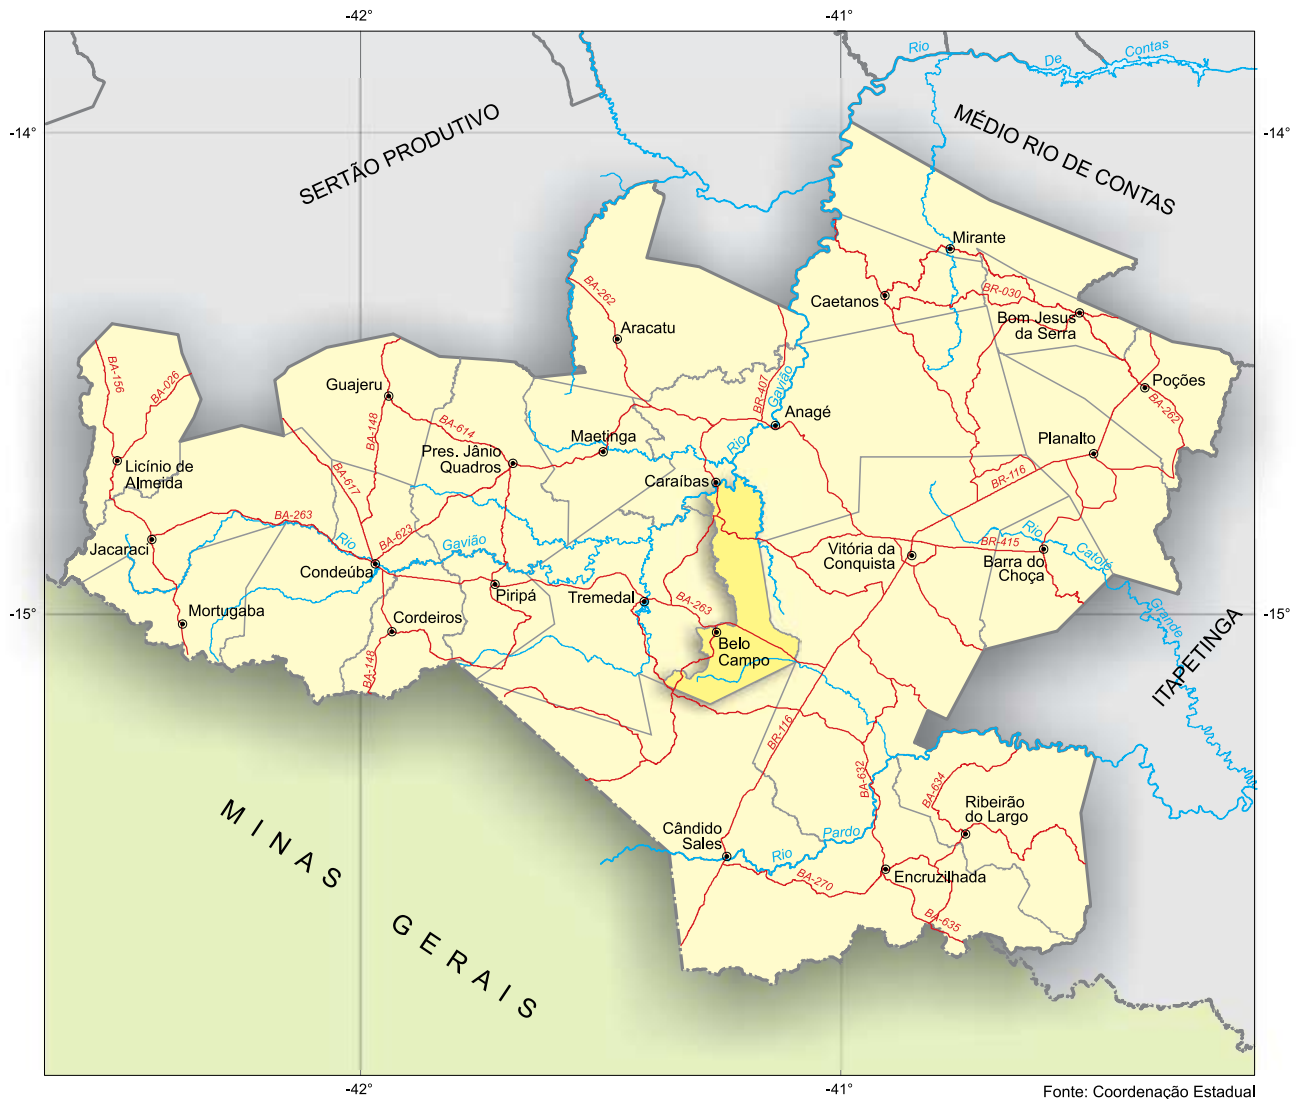 -42°
-41°
Rio
De
Contas
-14°
-14°
SERTÃO PRODUTIVO
MÉDIO RIO DE CONTAS
Mirante
BA-262
BR-030
Caetanos
Aracatu
Bom Jesus
da Serra
BA-156
BA-026
Guajeru
BR-407
Gavião
Poções
BA-262
BA-148
BA-614
Anagé
Maetinga
Rio
Planalto
Licínio de
Almeida
Pres. Jânio
Quadros
BA-617
Caraíbas
BR-116
BA-263
Rio
BA-623
Gavião
Rio
Catolé
Grande
Jacaraci
BR-415
Vitória da
Conquista
Barra do
Choça
Condeúba
Piripá
Tremedal
BA-263
-15°
-15°
Mortugaba
Cordeiros
Belo
Campo
BA-148
ITAPETINGA
BR-116
BA-632
BA-634
Ribeirão
do Largo
Cândido
Sales
Rio
Pardo
BA-270
Encruzilhada
BA-635
MINAS GERAIS
-42°
-41°
Fonte: Coordenação Estadual